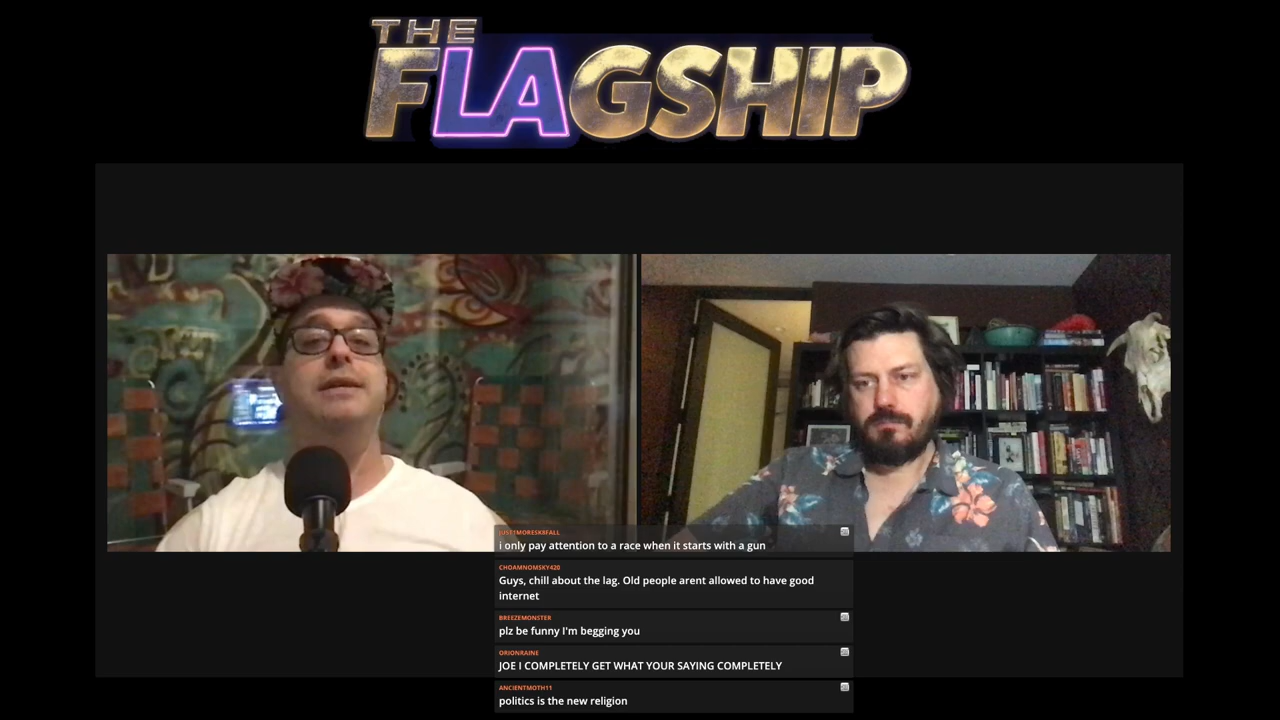 THE
FLAGSHIP
JUSTMORESK8FALL
i only pay attention to a race when it starts with a gun
CHOAMNOMSKY420
Guys, chill about the lag. Old people arent allowed to have good
internet
BREEZEMONSTER
plz be funny I'm begging you
ORIONRAINE
JOE I COMPLETELY GET WHAT YOUR SAYING COMPLETELY
ANCIENTMOTH11
politics is the new religion